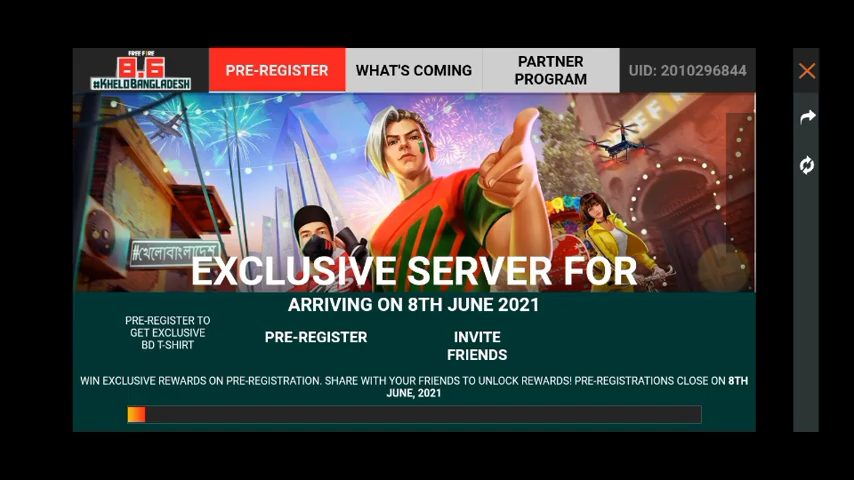 FREE FIRE
8.6
#KHELOBANGLADESH
PRE-REGISTER
WHAT'S COMING
PARTNER
PROGRAM
UID: 2010296844
#খেলোবাংলাদেশ
EXCLUSIVE SERVER FOR
ARRIVING ON 8TH JUNE 2021
PRE-REGISTER TO
GET EXCLUSIVE
BD T-SHIRT
PRE-REGISTER
INVITE
FRIENDS
WIN EXCLUSIVE REWARDS ON PRE-REGISTRATION. SHARE WITH YOUR FRIENDS TO UNLOCK REWARDS! PRE-REGISTRATIONS CLOSE ON 8TH
JUNE, 2021